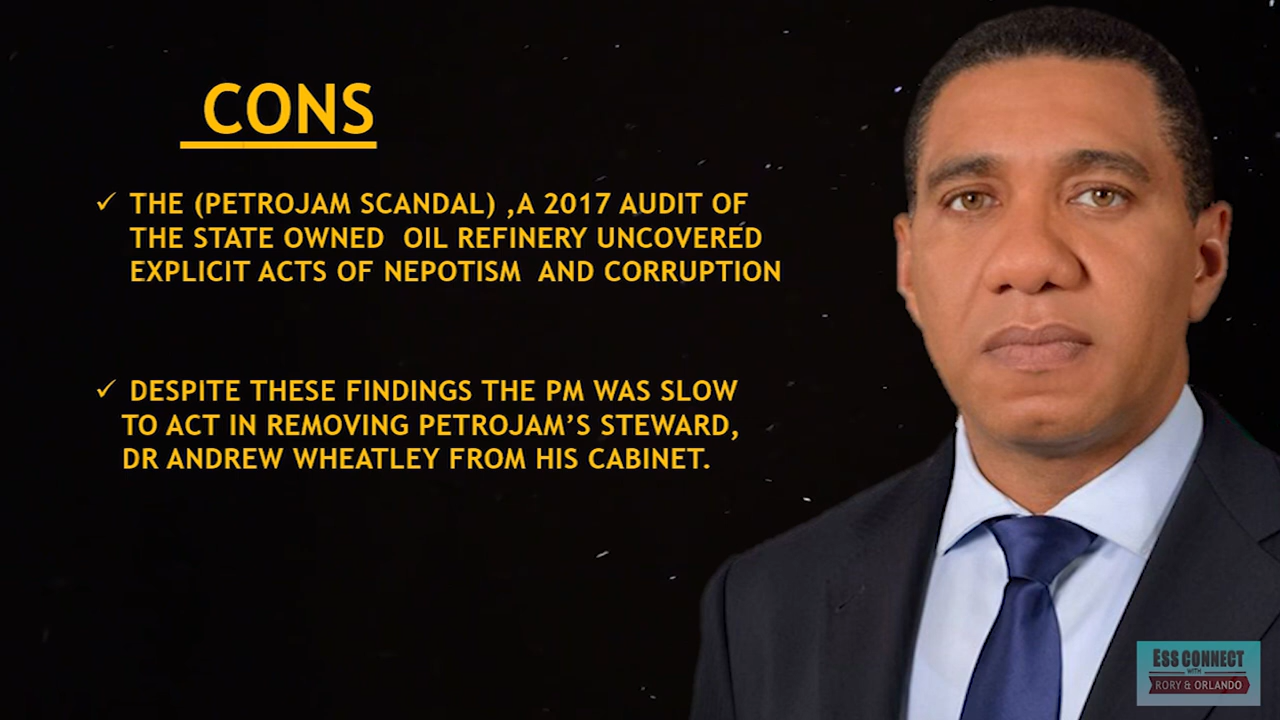 CONS
THE (PETROJAM SCANDAL) ,A 2017 AUDIT OF
THE STATE OWNED OIL REFINERY UNCOVERED
EXPLICIT ACTS OF NEPOTISM AND CORRUPTION
DESPITE THESE FINDINGS THE PM WAS SLOW
TO ACT IN REMOVING PETROJAM’S STEWARD,
DR ANDREW WHEATLEY FROM HIS CABINET.
ESS CONNECT
WITH
RORY & ORLANDO